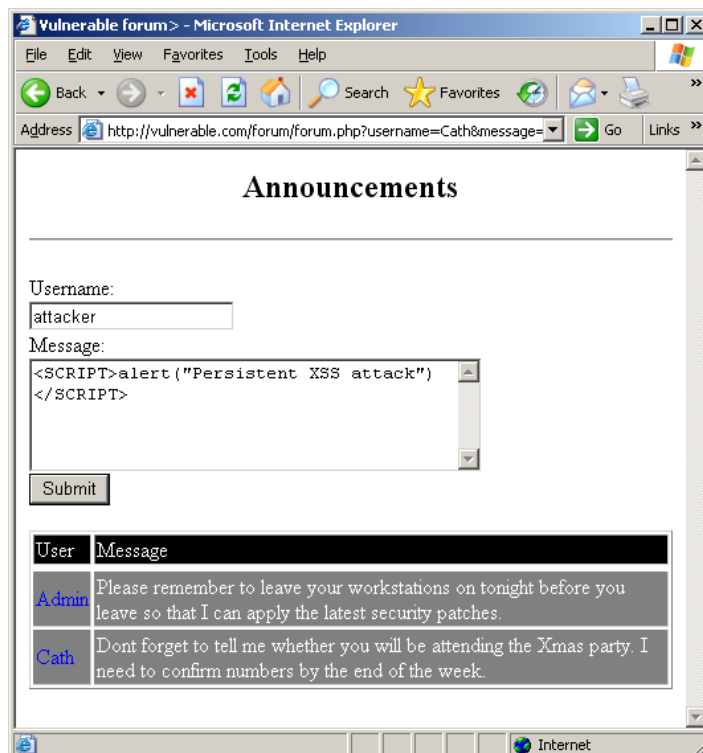 Vulnerable forum> - Microsoft Internet Explorer
File Edit View Favorites Tools Help
Back Search Favorites »
Address http://vulnerable.com/forum/forum.php?username=Cath&message= Go Links »
Announcements
Username:
attacker
Message:
<SCRIPT>alert("Persistent XSS attack")
</SCRIPT>
Submit
User Message
Admin Please remember to leave your workstations on tonight before you
leave so that I can apply the latest security patches.
Cath Dont forget to tell me whether you will be attending the Xmas party. I
need to confirm numbers by the end of the week.
Internet